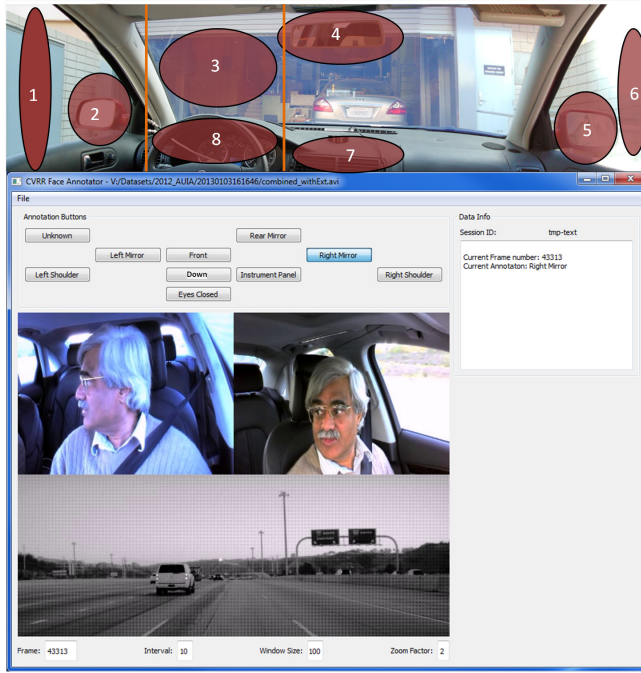 1
2
3
4
5
6
7
8
CVRR Face Annotator - V:/Datasets/2012_AUIA/20130103161646/combined_withExt.avi
File
Annotation Buttons
Unknown
Rear Mirror
Left Mirror
Front
Right Mirror
Left Shoulder
Down
Instrument Panel
Right Shoulder
Eyes Closed
Data Info
Session ID: tmp-text
Current Frame number: 43313
Current Annotaton: Right Mirror
Frame: 43313 Interval: 10 Window Size: 100 Zoom Factor: 2